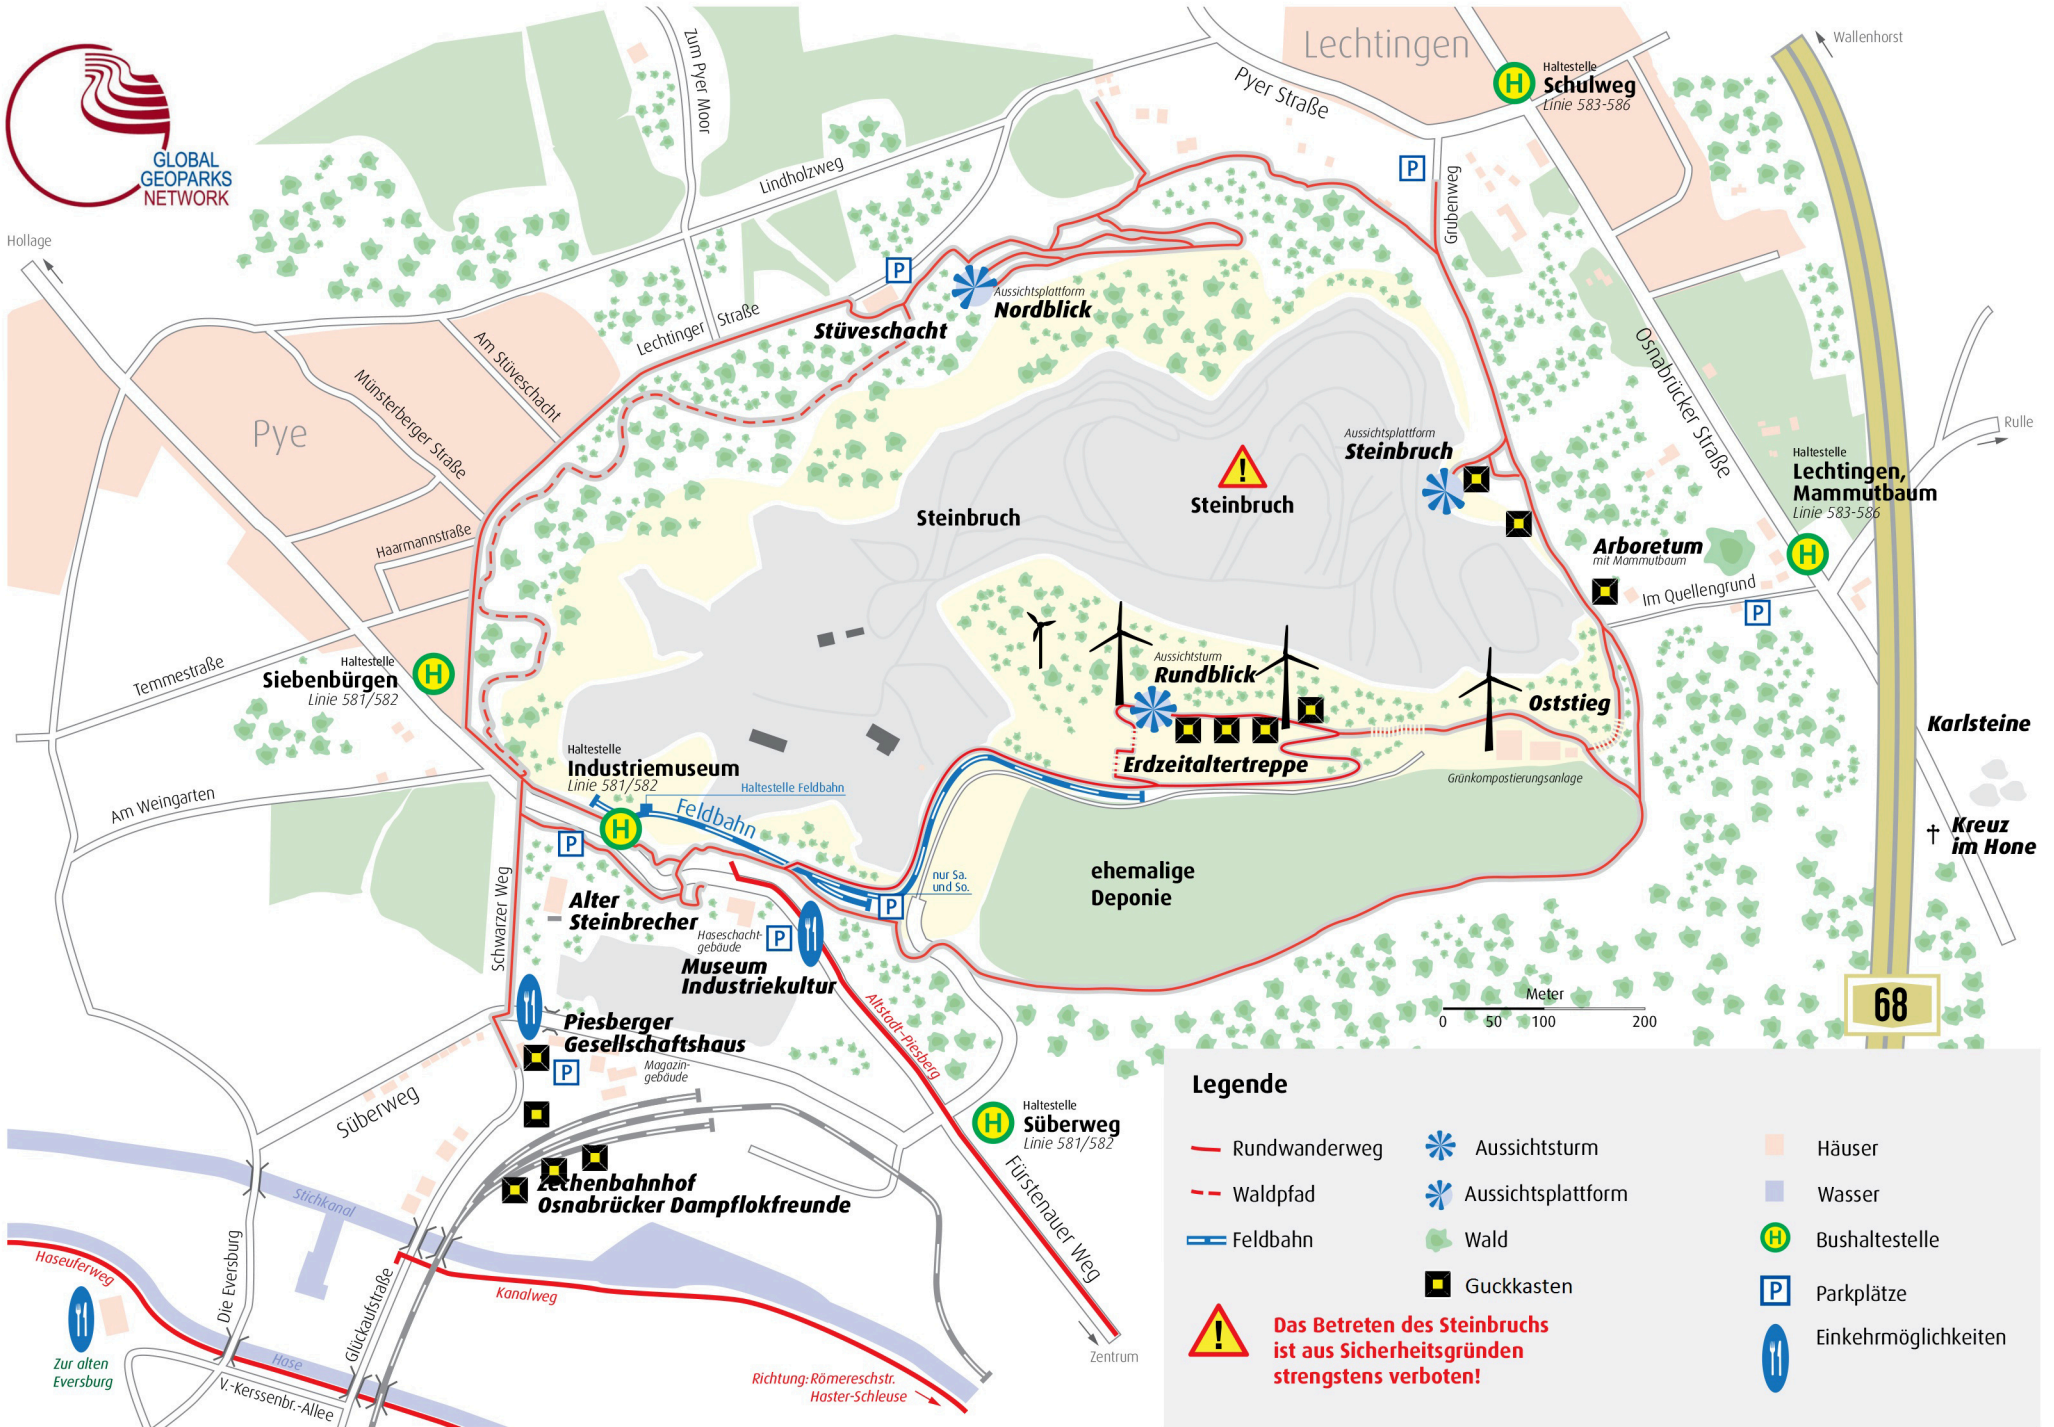 GLOBAL
GEOPARKS
NETWORK
Hollage
Zum Pyer Moor
Lindholzweg
Lechtingen
Pyer Straße
Haltestelle
Schulweg
Linie 583-586
Wallenhorst
P
Grubenweg
P
Aussichtsplattform
Nordblick
Stüveschacht
Lechtinger Straße
Am Stüveschacht
Münsterberger Straße
Pye
Haarmannstraße
Osnabrücker Straße
Rulle
Aussichtsplattform
Steinbruch
Steinbruch
Steinbruch
Haltestelle
Lechtingen,
Mammutbaum
Linie 583-586
Arboretum
mit Mammutbaum
Im Quellengrund
P
Temmestraße
Haltestelle
Siebenbürgen
Linie 581/582
Aussichtsturm
Rundblick
Oststieg
Karlsteine
Erdzeitaltertreppe
Grünkompostierungsanlage
Haltestelle
Industriemuseum
Linie 581/582
Haltestelle Feldbahn
Feldbahn
Am Weingarten
P
Kreuz
im Hone
ehemalige
Deponie
nur Sa.
und So.
P
Schwarzer Weg
Alter
Steinbrecher
Haseschacht-
gebäude
P
Museum
Industriekultur
Altstadt–Piesberg
Meter
0 50 100 200
68
Piesberger
Gesellschaftshaus
P
Magazin-
gebäude
Süberweg
Haltestelle
Süberweg
Linie 581/582
Fürstenauer Weg
Zechenbahnhof
Osnabrücker Dampflokfreunde
Stichkanal
Haseuferweg
Die Eversburg
Glückaufstraße
Kanalweg
Hase
Zur alten
Eversburg
V.-Kerssenbr.-Allee
Richtung: Römereschstr.
Haster-Schleuse
Zentrum
Legende
Rundwanderweg
Waldpfad
Feldbahn
Aussichtsturm
Aussichtsplattform
Wald
Guckkasten
Häuser
Wasser
H Bushaltestelle
P Parkplätze
Einkehrmöglichkeiten
Das Betreten des Steinbruchs
ist aus Sicherheitsgründen
strengstens verboten!